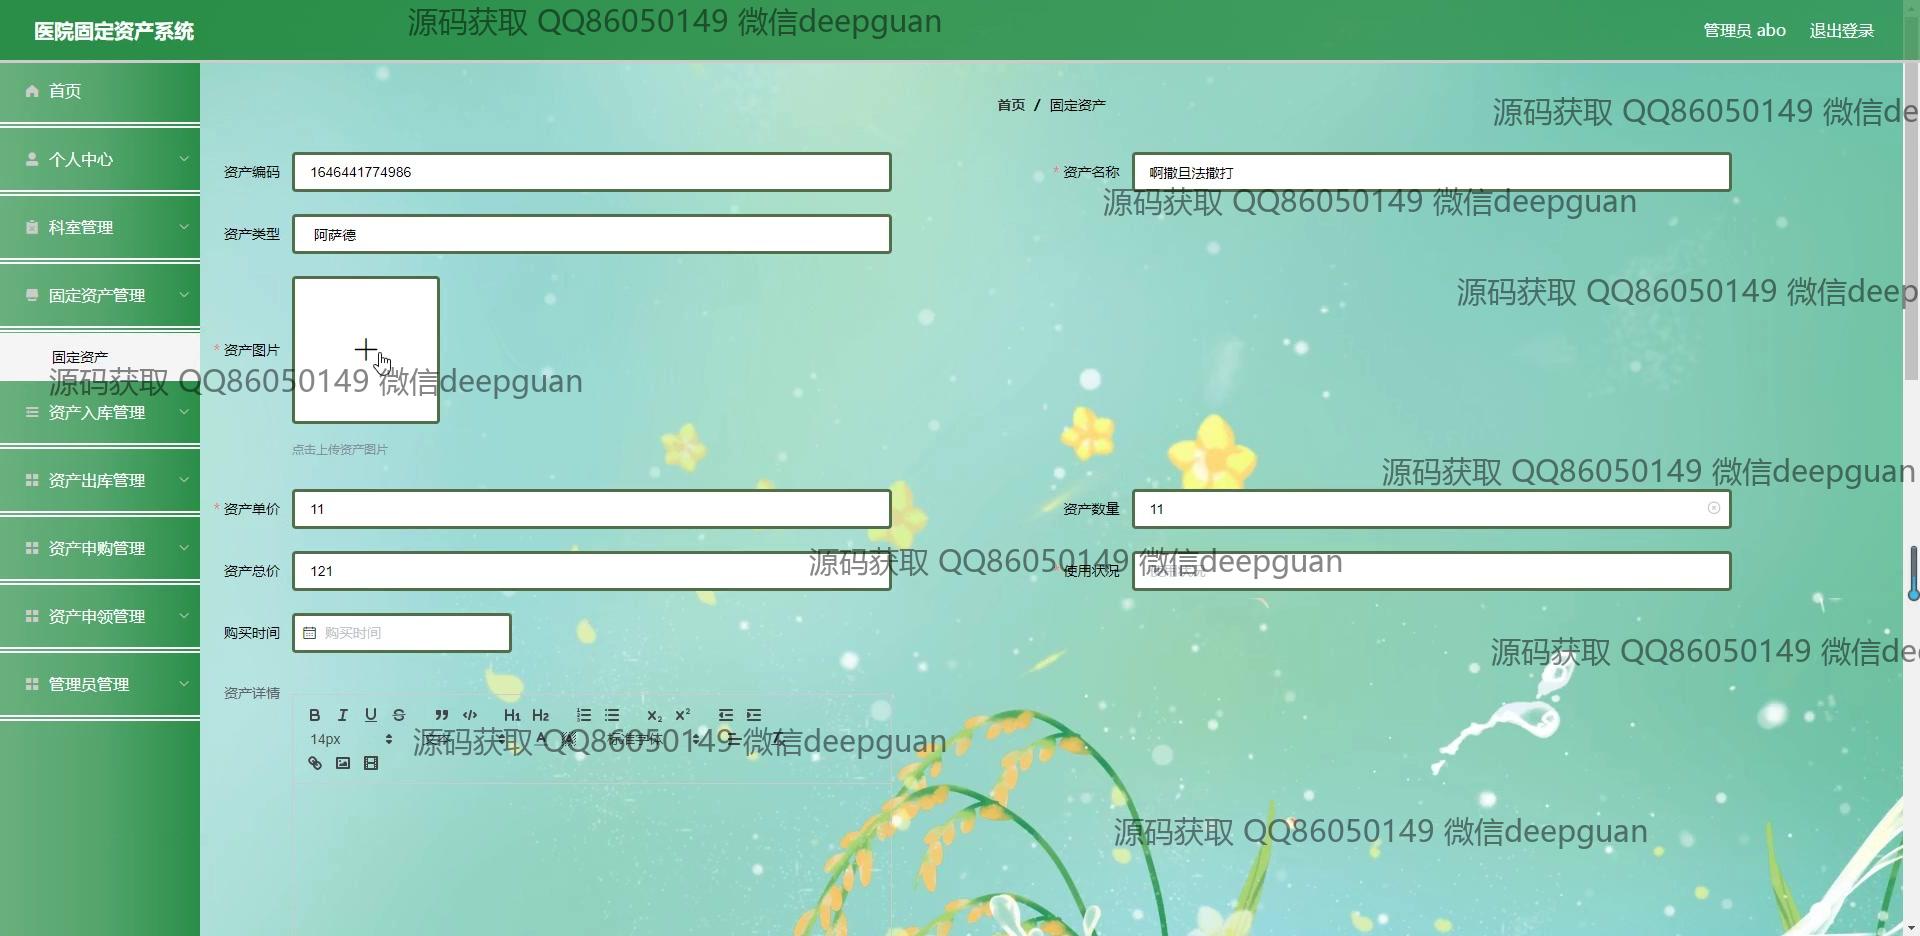 医院固定资产系统
源码获取 QQ86050149 微信deepguan
管理员 abo 退出登录
首页
个人中心
科室管理
固定资产管理
固定资产
资产入库管理
资产出库管理
资产申购管理
资产申领管理
管理员管理
首页 / 固定资产
源码获取 QQ86050149 微信de
资产编码 1646441774986
* 资产名称 啊撒旦法撒打
源码获取 QQ86050149 微信deepguan
资产类型 阿萨德
源码获取 QQ86050149 微信deep
* 资产图片
源码获取 QQ86050149 微信deepguan
点击上传资产图片
源码获取 QQ86050149 微信deepguan
* 资产单价 11
资产数量 11
资产总价 121
源码获取 QQ86050149 微信deepguan
* 使用状况 使用状况
购买时间 购买时间
源码获取 QQ86050149 微信de
资产详情
B I U S H1 H2 x2 x2
14px 标准字体
源码获取 QQ86050149 微信deepguan
源码获取 QQ86050149 微信deepguan